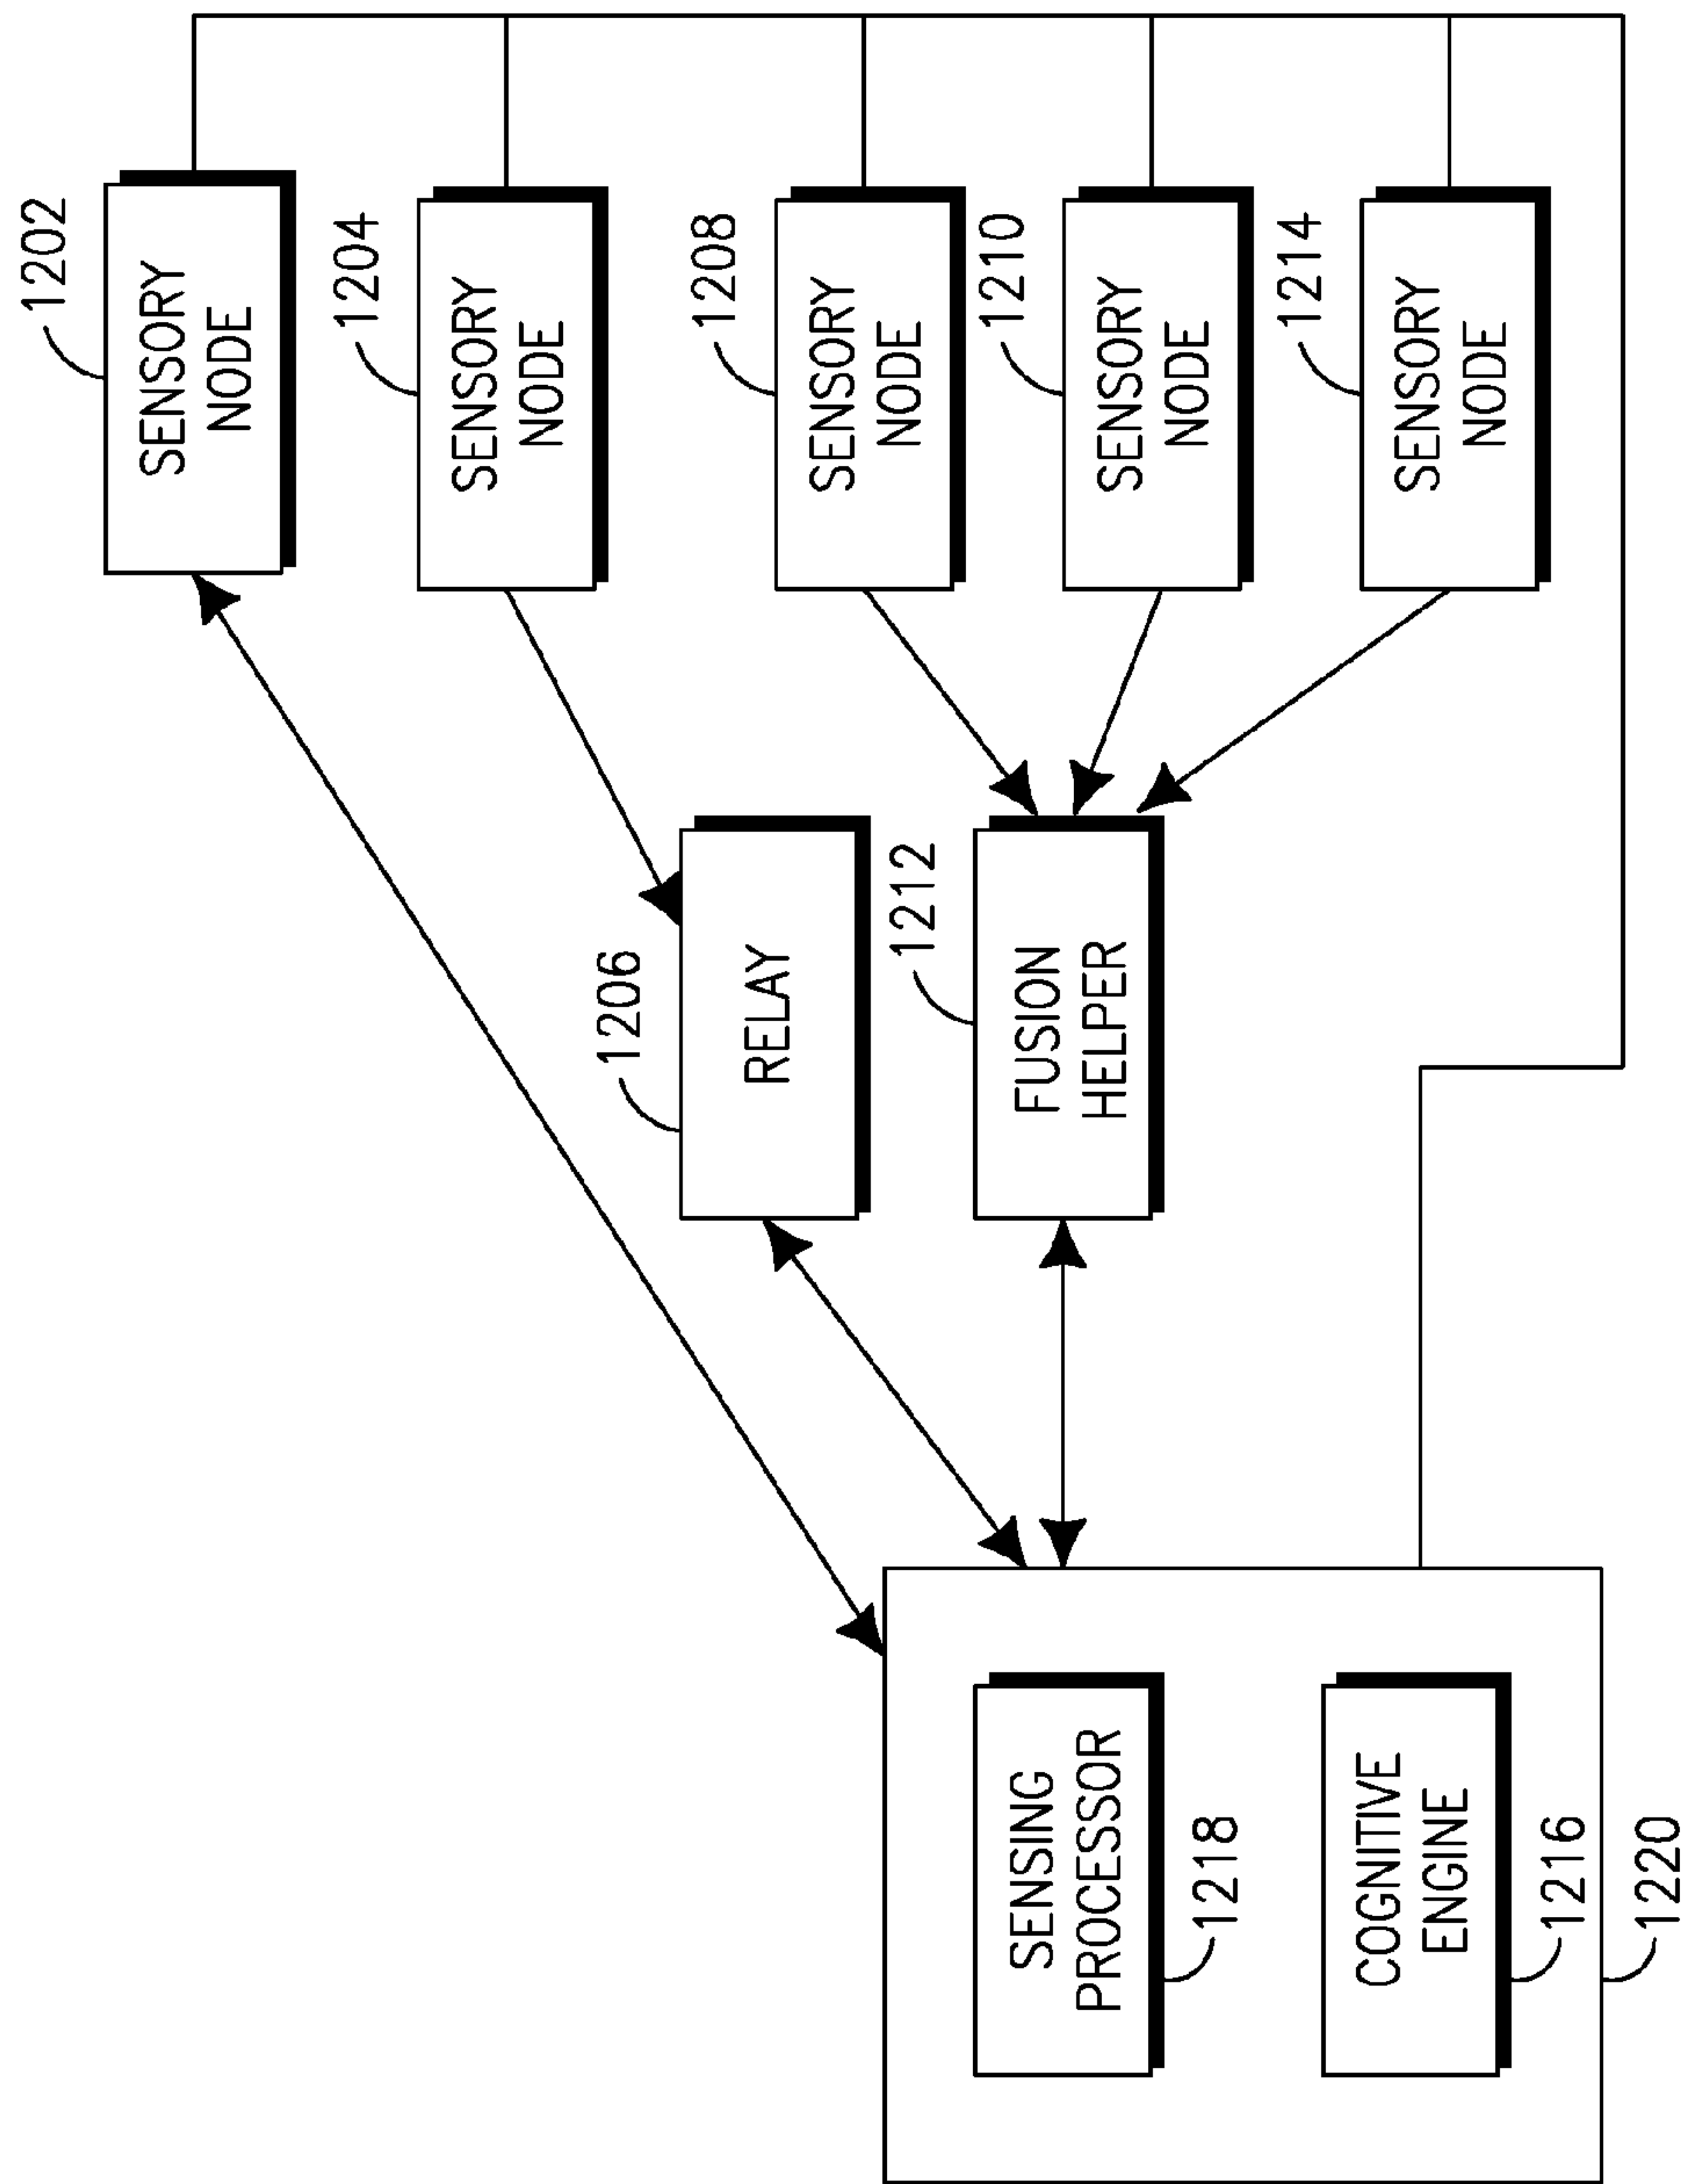 1202
SENSORY
NODE
1204
SENSORY
NODE
1206
RELAY
1208
SENSORY
NODE
1212
FUSION
HELPER
1210
SENSORY
NODE
1214
SENSORY
NODE
SENSING
PROCESSOR
1218
COGNITIVE
ENGINE
1216
1220